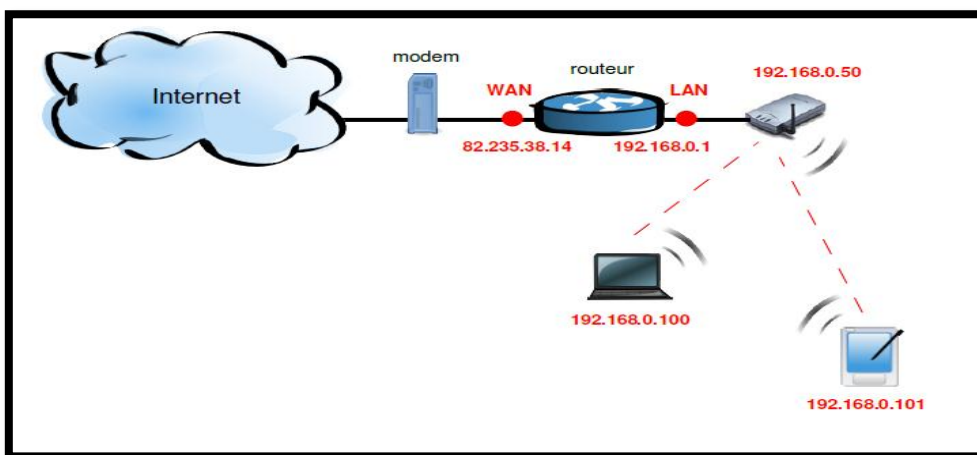 modem
routeur
192.168.0.50
Internet
WAN
LAN
82.235.38.14
192.168.0.1
192.168.0.100
192.168.0.101